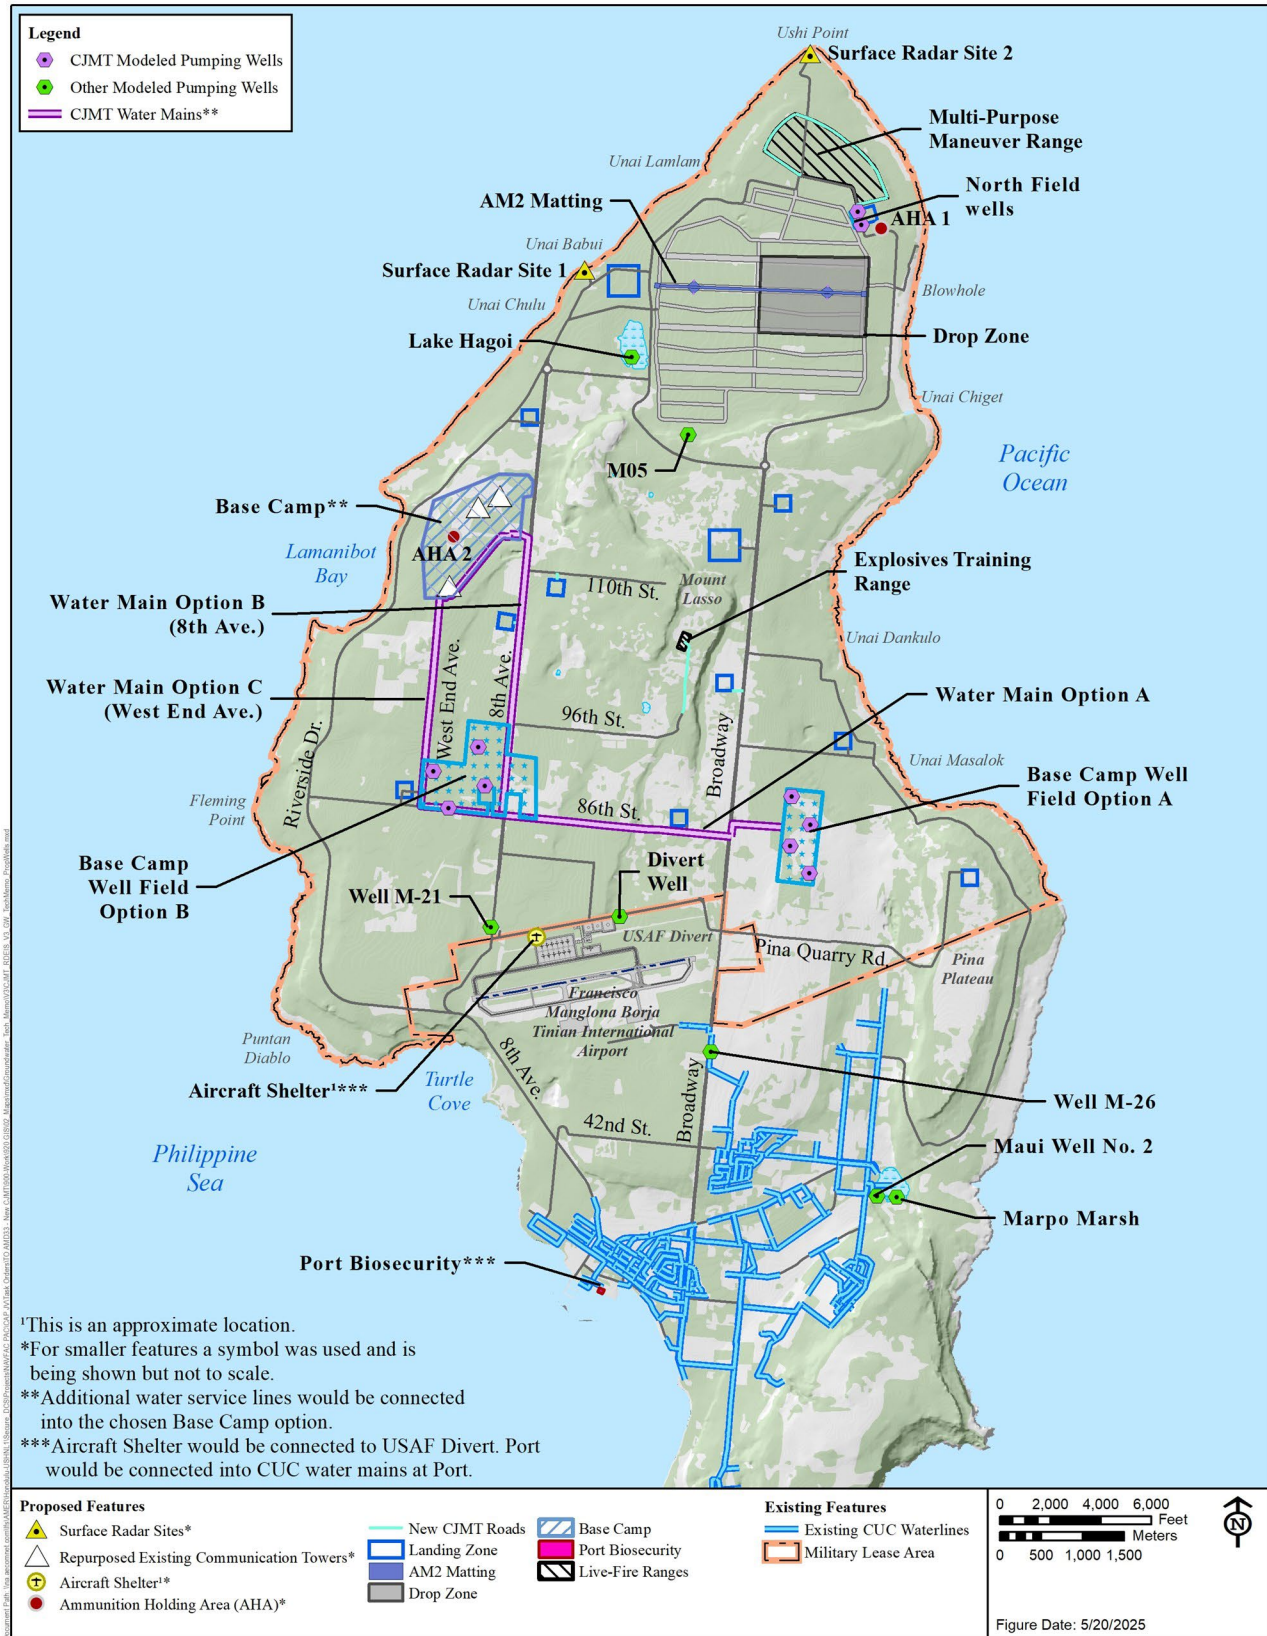 Legend
CJMT Modeled Pumping Wells
Other Modeled Pumping Wells
CJMT Water Mains**
Ushi Point
Surface Radar Site 2
Multi-Purpose
Maneuver Range
Unai Lamlam
North Field
wells
AM2 Matting
AHA 1
Unai Babui
Surface Radar Site 1
Unai Chulu
Blowhole
Lake Hagoi
Drop Zone
Unai Chiget
M05
Pacific
Ocean
Base Camp**
AHA 2
Lamanibot
Bay
Explosives Training
Range
Mount
Lasso
110th St.
Water Main Option B
(8th Ave.)
Unai Dankulo
Water Main Option C
(West End Ave.)
West End Ave.
8th Ave.
Water Main Option A
96th St.
Broadway
Riverside Dr.
Unai Masalok
Base Camp Well
Field Option A
Fleming
Point
86th St.
Base Camp
Well Field
Option B
Divert
Well
Well M-21
USAF Divert
Pina Quarry Rd.
Pina
Plateau
Francisco
Manglona Borja
Tinian International
Airport
Puntan
Diablo
8th Ave.
Aircraft Shelter¹***
Turtle
Cove
Broadway
Well M-26
42nd St.
Philippine
Sea
Maui Well No. 2
Marpo Marsh
Port Biosecurity***
¹This is an approximate location.
*For smaller features a symbol was used and is
being shown but not to scale.
**Additional water service lines would be connected
into the chosen Base Camp option.
***Aircraft Shelter would be connected to USAF Divert. Port
would be connected into CUC water mains at Port.
Proposed Features
Surface Radar Sites*
Repurposed Existing Communication Towers*
Aircraft Shelter¹*
Ammunition Holding Area (AHA)*
New CJMT Roads
Landing Zone
AM2 Matting
Drop Zone
Base Camp
Port Biosecurity
Live-Fire Ranges
Existing Features
Existing CUC Waterlines
Military Lease Area
0 2,000 4,000 6,000
Feet
Meters
0 500 1,000 1,500
N
Figure Date: 5/20/2025